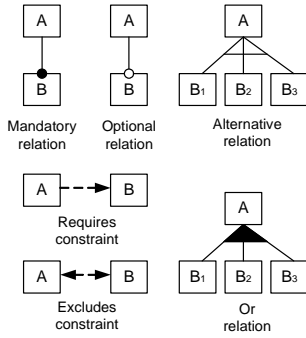 A
A
A
B
B
B1
B2
B3
Mandatory
relation
Optional
relation
Alternative
relation
A
B
Requires
constraint
A
B
Excludes
constraint
A
B1
B2
B3
Or
relation